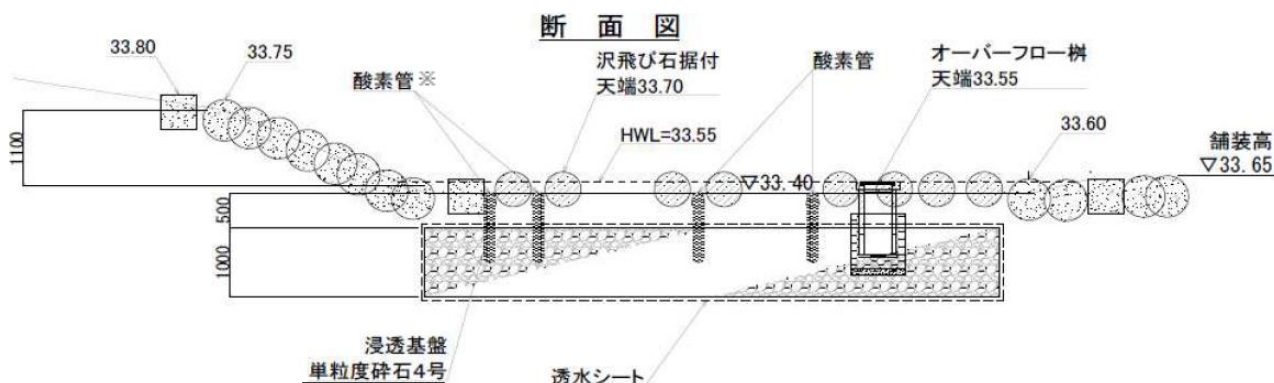 断面図
33.80
33.75
酸素管※
沢飛び石据付
天端33.70
酸素管
オーバーフロー桝
天端33.55
HWL=33.55
33.60
舗装高
▽33.65
▽33.40
1100
500
1000
浸透基盤
単粒度砕石4号
透水シート